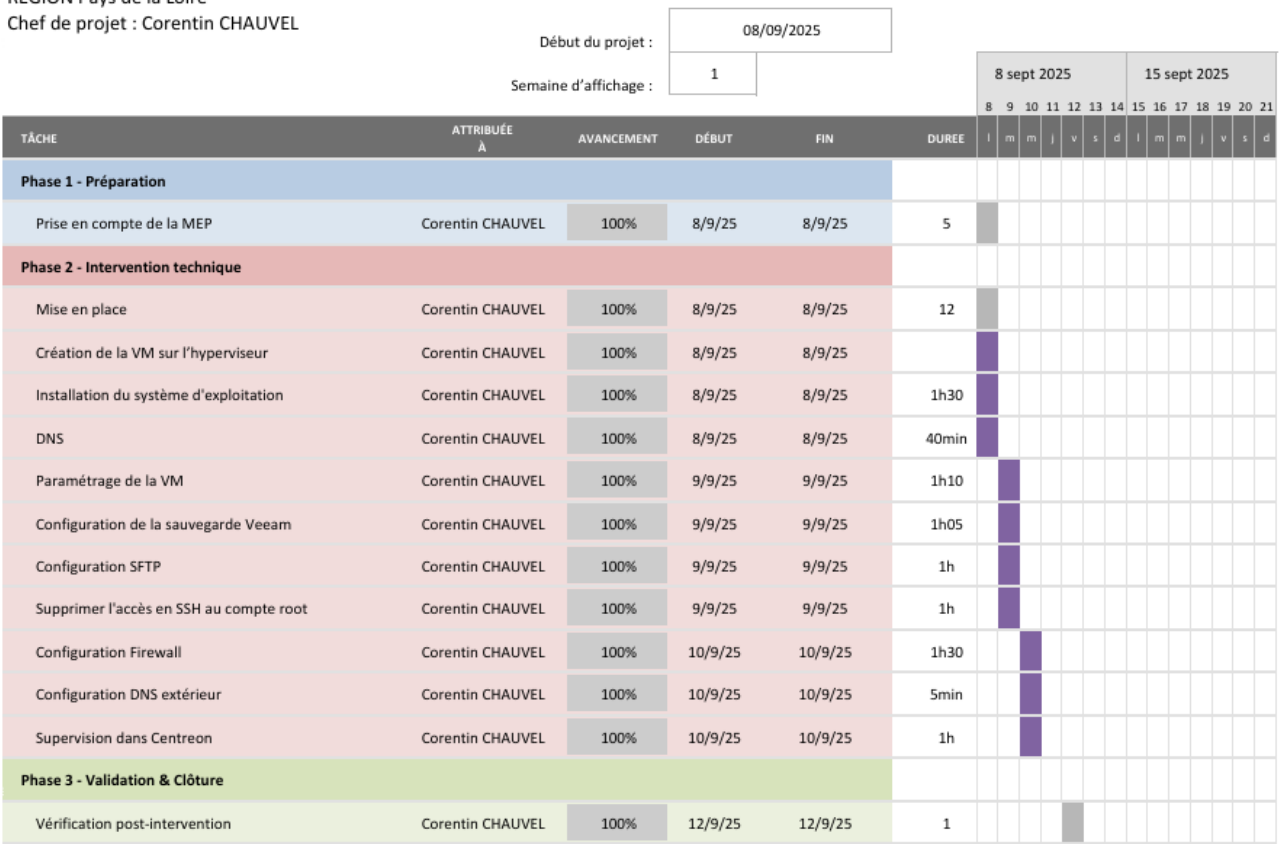 REGION Pays de la Loire
Chef de projet : Corentin CHAUVEL
Début du projet : 08/09/2025
Semaine d’affichage : 1
8 sept 2025 15 sept 2025
8 9 10 11 12 13 14 15 16 17 18 19 20 21
TÂCHE ATTRIBUÉE À AVANCEMENT DÉBUT FIN DUREE l m m j v s d l m m j v s d
Phase 1 - Préparation
Prise en compte de la MEP Corentin CHAUVEL 100% 8/9/25 8/9/25 5
Phase 2 - Intervention technique
Mise en place Corentin CHAUVEL 100% 8/9/25 8/9/25 12
Création de la VM sur l’hyperviseur Corentin CHAUVEL 100% 8/9/25 8/9/25
Installation du système d'exploitation Corentin CHAUVEL 100% 8/9/25 8/9/25 1h30
DNS Corentin CHAUVEL 100% 8/9/25 8/9/25 40min
Paramétrage de la VM Corentin CHAUVEL 100% 9/9/25 9/9/25 1h10
Configuration de la sauvegarde Veeam Corentin CHAUVEL 100% 9/9/25 9/9/25 1h05
Configuration SFTP Corentin CHAUVEL 100% 9/9/25 9/9/25 1h
Supprimer l'accès en SSH au compte root Corentin CHAUVEL 100% 9/9/25 9/9/25 1h
Configuration Firewall Corentin CHAUVEL 100% 10/9/25 10/9/25 1h30
Configuration DNS extérieur Corentin CHAUVEL 100% 10/9/25 10/9/25 5min
Supervision dans Centreon Corentin CHAUVEL 100% 10/9/25 10/9/25 1h
Phase 3 - Validation & Clôture
Vérification post-intervention Corentin CHAUVEL 100% 12/9/25 12/9/25 1